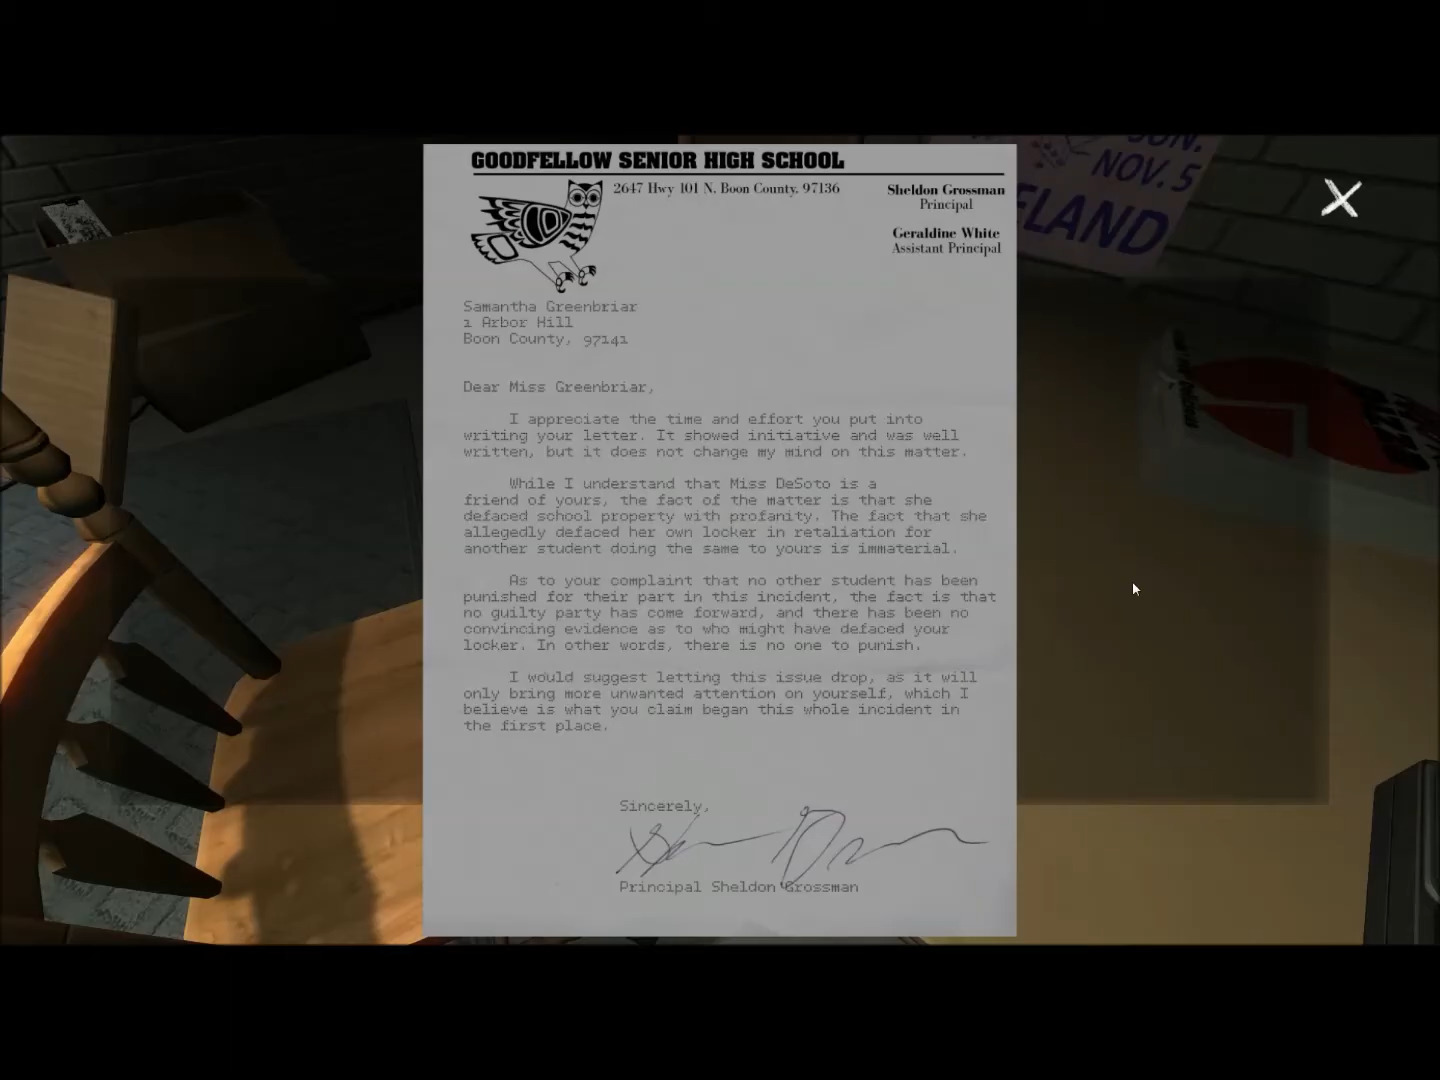 GOODFELLOW SENIOR HIGH SCHOOL
2647 Hwy 101 N. Boon County. 97136
Sheldon Grossman
Principal
Geraldine White
Assistant Principal
Samantha Greenbriar
1 Arbor Hill
Boon County, 97141
Dear Miss Greenbriar,
I appreciate the time and effort you put into
writing your letter. It showed initiative and was well
written, but it does not change my mind on this matter.
While I understand that Miss DeSoto is a
friend of yours, the fact of the matter is that she
defaced school property with profanity. The fact that she
allegedly defaced her own locker in retaliation for
another student doing the same to yours is immaterial.
As to your complaint that no other student has been
punished for their part in this incident, the fact is that
no guilty party has come forward, and there has been no
convincing evidence as to who might have defaced your
locker. In other words, there is no one to punish.
I would suggest letting this issue drop, as it will
only bring more unwanted attention on yourself, which I
believe is what you claim began this whole incident in
the first place.
Sincerely,
Principal Sheldon Grossman
SUN.
NOV. 5
ELAND